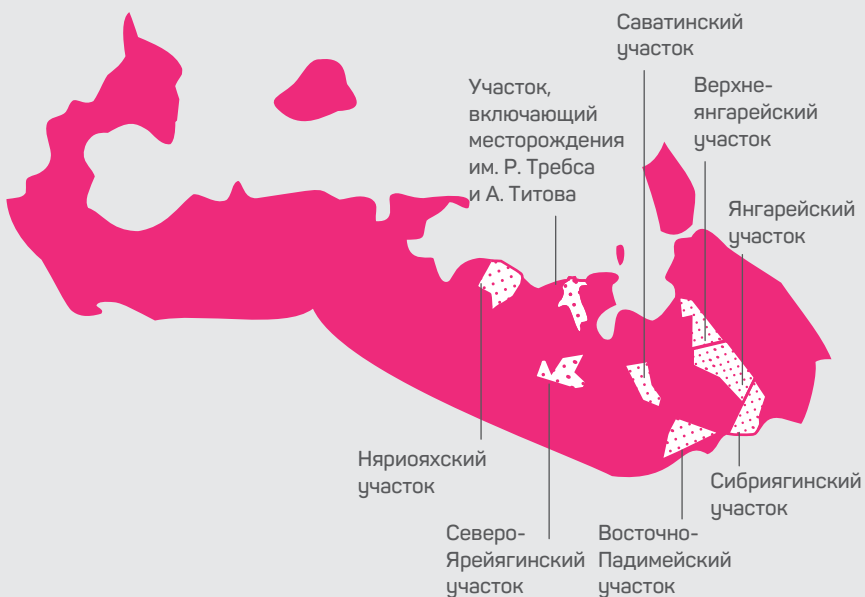 Саватинский
участок
Участок,
включающий
месторождения
им. Р. Требса
и А. Титова
Верхне-
янгарейский
участок
Янгарейский
участок
Няриояхский
участок
Сибриягинский
участок
Северо-
Ярейягинский
участок
Восточно-
Падимейский
участок